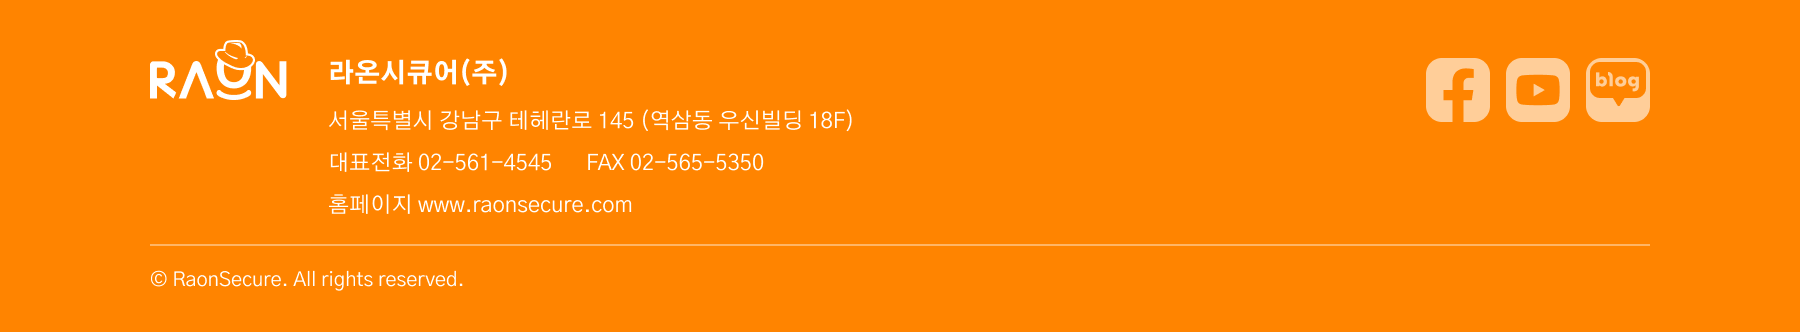 RAON
라온시큐어(주)
서울특별시 강남구 테헤란로 145 (역삼동 우신빌딩 18F)
대표전화 02-561-4545 FAX 02-565-5350
홈페이지 www.raonsecure.com
blog
© RaonSecure. All rights reserved.